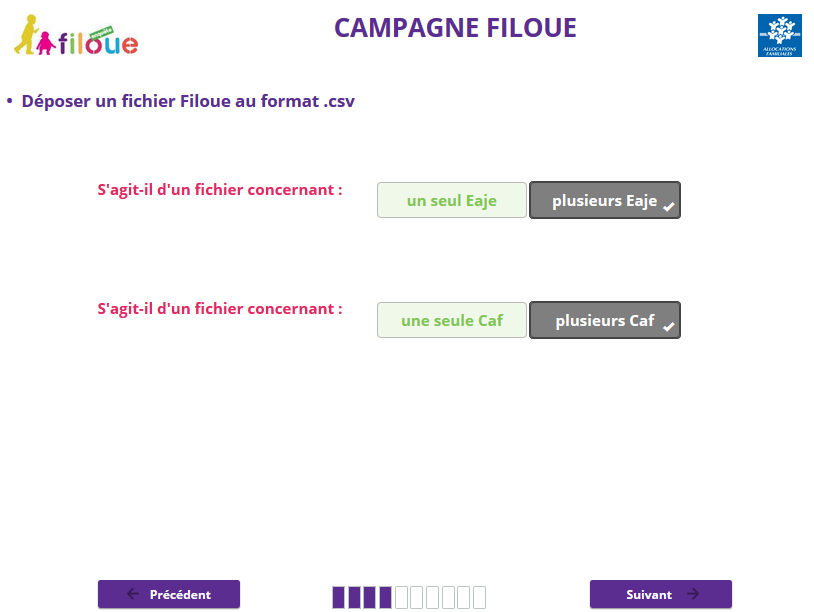 enquête
filoue
CAMPAGNE FILOUE
ALLOCATIONS
FAMILIALES
• Déposer un fichier Filoue au format .csv
S'agit-il d'un fichier concernant :
un seul Eaje
plusieurs Eaje
S'agit-il d'un fichier concernant :
une seule Caf
plusieurs Caf
Précédent
Suivant